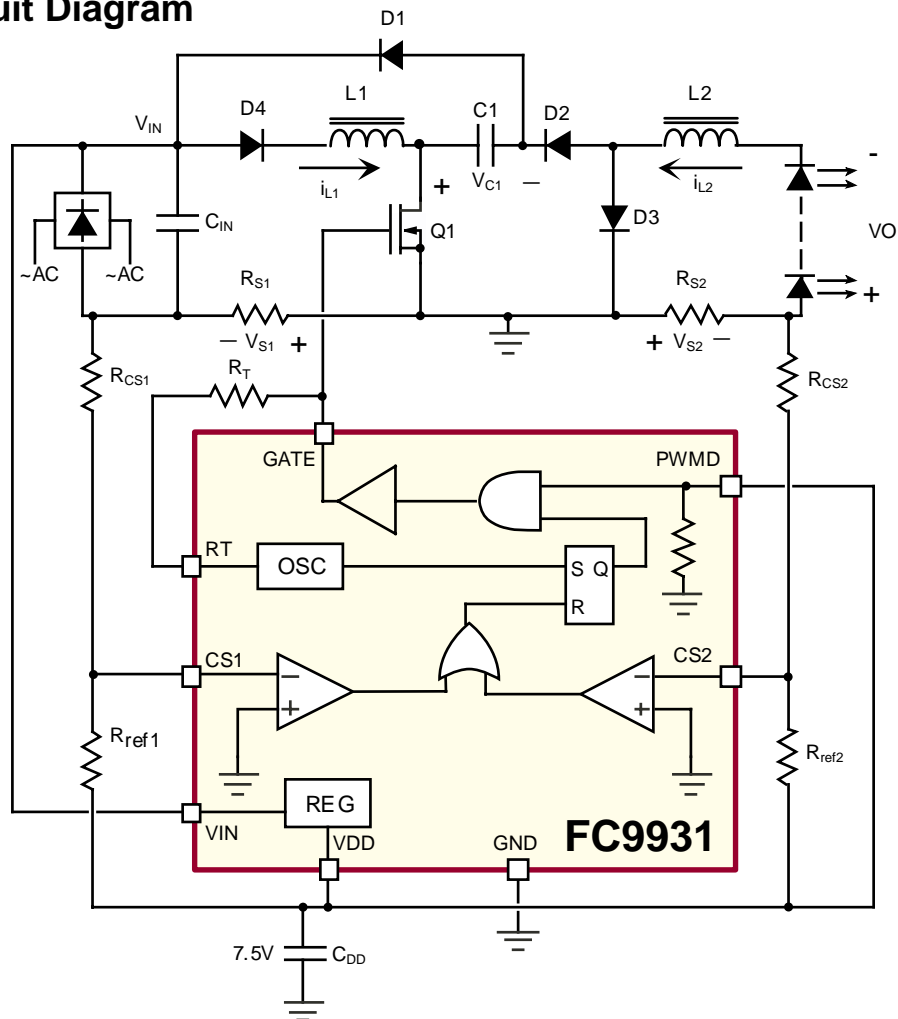 uit Diagram
D1
D4
L1
C1
D2
L2
VIN
iL1
+
VC1
−
iL2
-
CIN
Q1
D3
VO
~AC
~AC
RS1
RS2
+
− VS1 +
+ VS2 −
RCS1
RT
RCS2
GATE
PWMD
RT
OSC
S Q
R
CS1
CS2
−
+
−
+
Rref1
Rref2
REG
VIN
VDD
GND
FC9931
7.5V
CDD